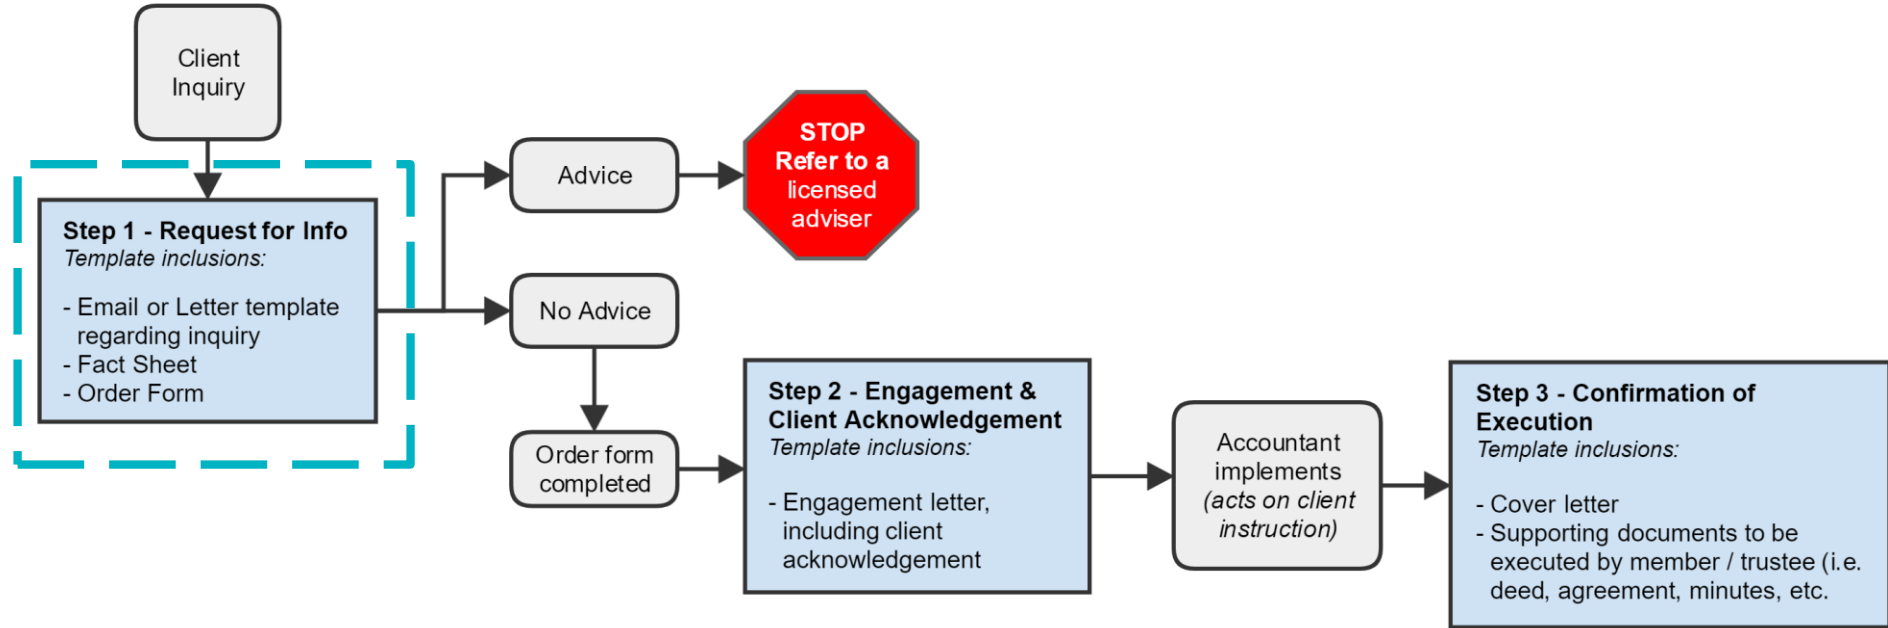 Client
Inquiry
Step 1 - Request for Info
Template inclusions:
- Email or Letter template
regarding inquiry
- Fact Sheet
- Order Form
Advice
STOP
Refer to a
licensed
adviser
No Advice
Order form
completed
Step 2 - Engagement &
Client Acknowledgement
Template inclusions:
- Engagement letter,
including client
acknowledgement
Accountant
implements
(acts on client
instruction)
Step 3 - Confirmation of
Execution
Template inclusions:
- Cover letter
- Supporting documents to be
executed by member / trustee (i.e.
deed, agreement, minutes, etc.